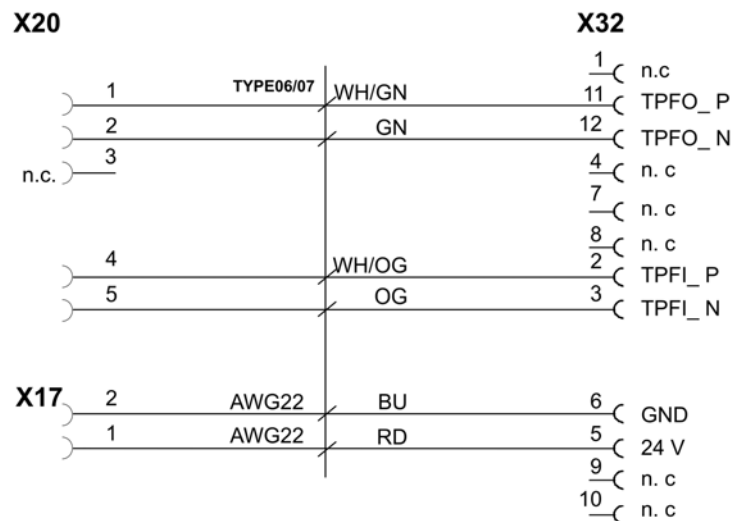 X20 X32
1 n.c
1 TYPE06/07 WH/GN 11 TPFO_ P
2 GN 12 TPFO_ N
n.c. 3 4 n. c
7 n. c
8 n. c
4 WH/OG 2 TPFI_ P
5 OG 3 TPFI_ N
X17 2 AWG22 BU 6 GND
1 AWG22 RD 5 24 V
9 n. c
10 n. c